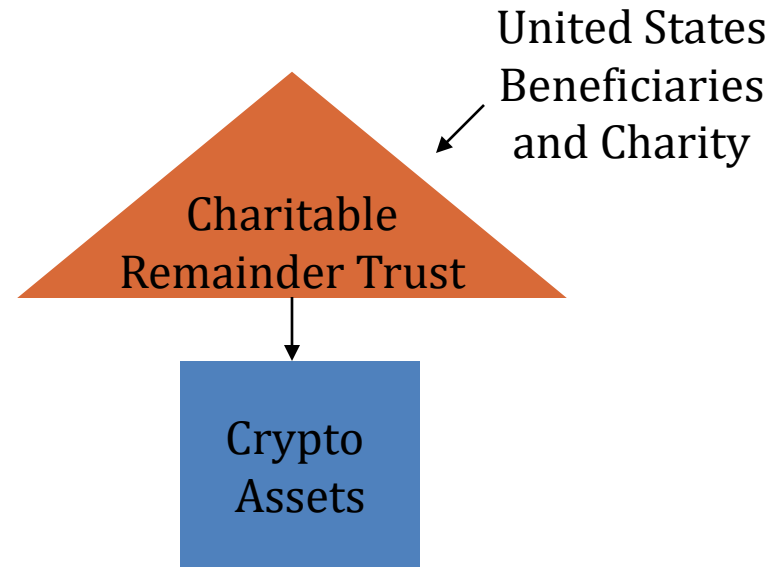 United States
Beneficiaries
and Charity
Charitable
Remainder Trust
Crypto
Assets